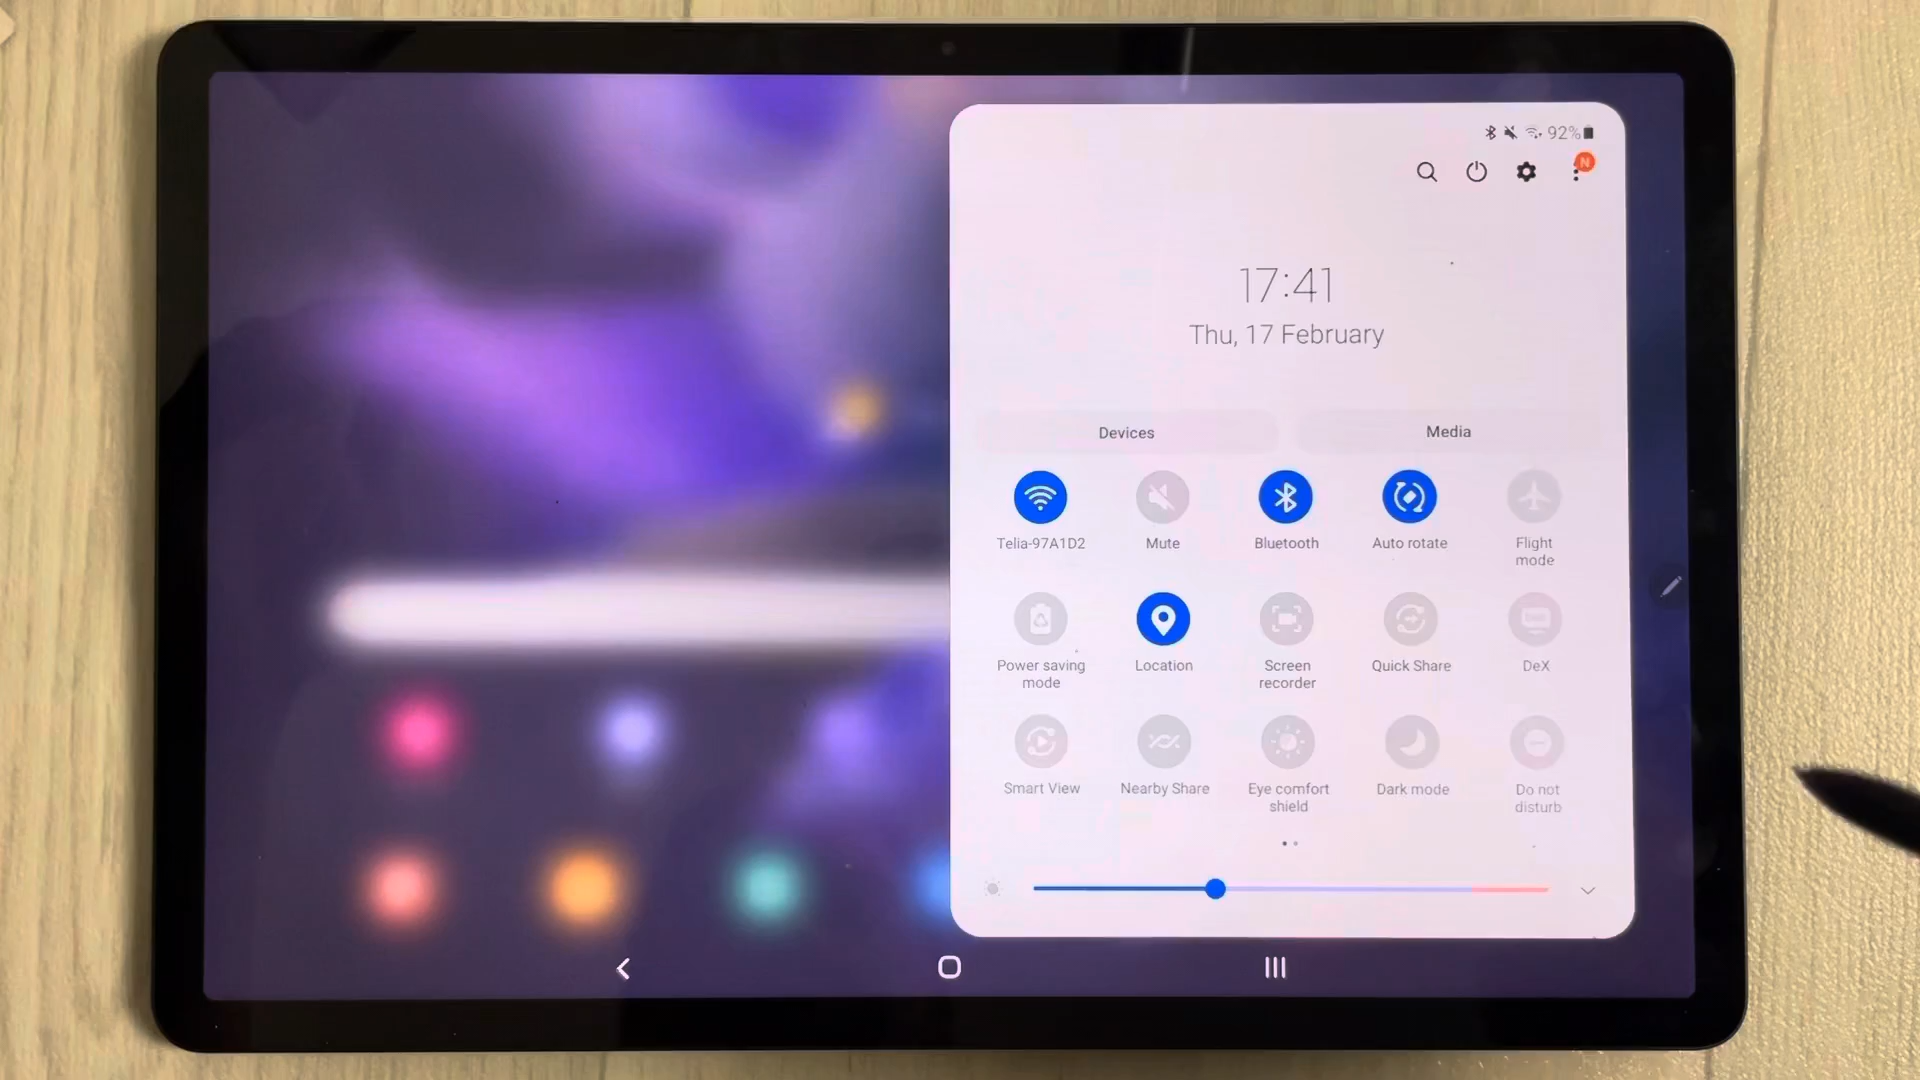 92%
N
17:41
Thu, 17 February
Devices
Media
Telia-97A1D2
Mute
Bluetooth
Auto rotate
Flight
mode
Power saving
mode
Location
Screen
recorder
Quick Share
DeX
Smart View
Nearby Share
Eye comfort
shield
Dark mode
Do not
disturb